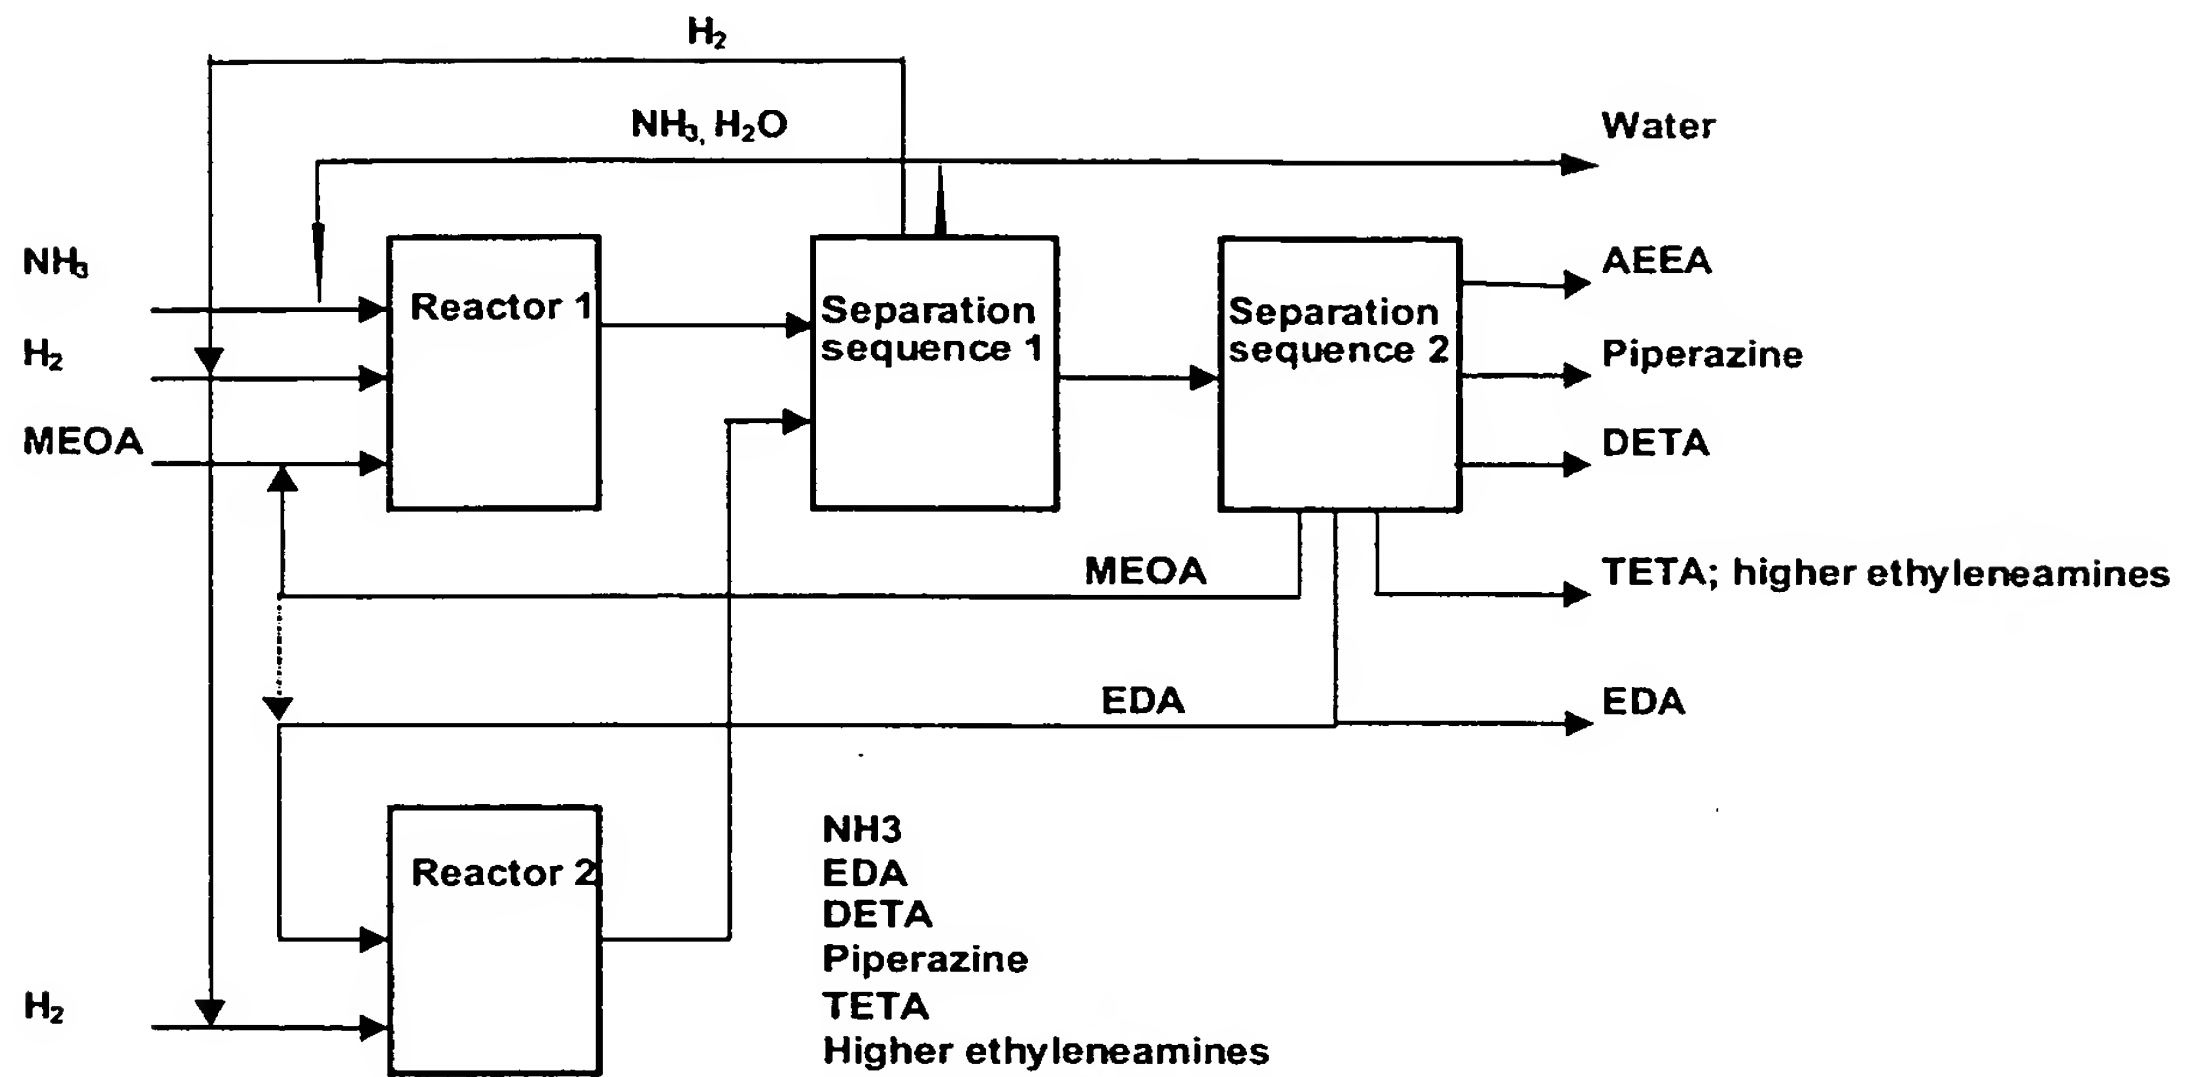 H₂
NH₃, H₂O
Water
NH₃
AEEA
Reactor 1
Separation
sequence 1
Separation
sequence 2
H₂
Piperazine
MEOA
DETA
MEOA
TETA; higher ethyleneamines
EDA
EDA
Reactor 2
NH3
EDA
DETA
Piperazine
TETA
Higher ethyleneamines
H₂